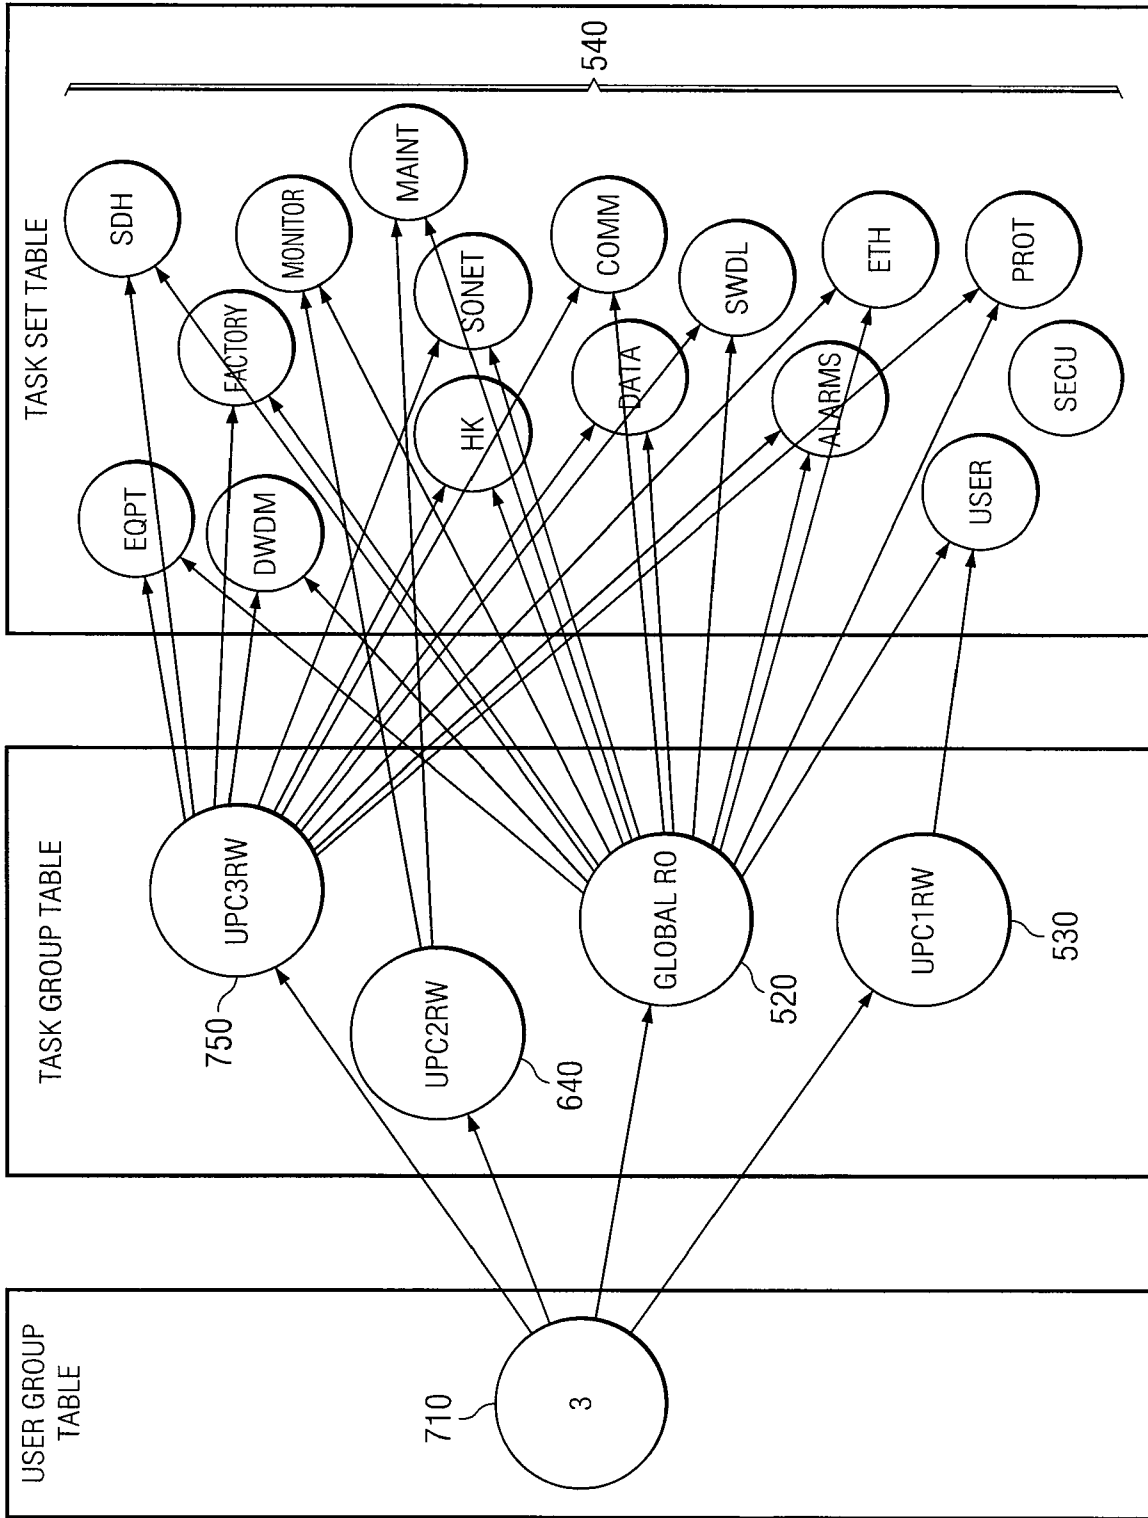 USER GROUP
TABLE
710
3
TASK GROUP TABLE
750
UPC3RW
UPC2RW
640
GLOBAL RO
520
UPC1RW
530
TASK SET TABLE
540
EQPT
SDH
FACTORY
DWDM
MONITOR
MAINT
SONET
HK
COMM
DATA
SWDL
ALARMS
ETH
USER
SECU
PROT